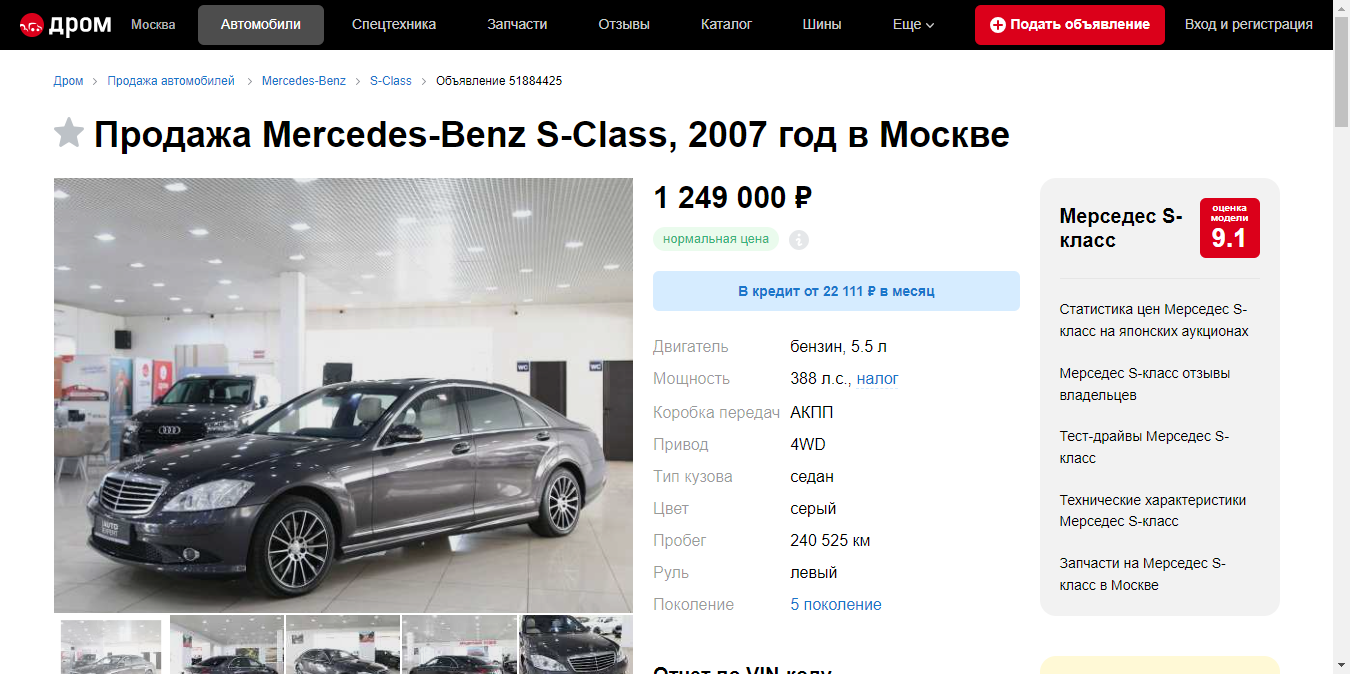 дром Москва Автомобили Спецтехника Запчасти Отзывы Каталог Шины Еще Подать объявление Вход и регистрация
Дром Продажа автомобилей Mercedes-Benz S-Class Объявление 51884425
Продажа Mercedes-Benz S-Class, 2007 год в Москве
WC
WC
AUTO
EXPERT
1 249 000 ₽
нормальная цена
В кредит от 22 111 ₽ в месяц
Двигатель бензин, 5.5 л
Мощность 388 л.с., налог
Коробка передач АКПП
Привод 4WD
Тип кузова седан
Цвет серый
Пробег 240 525 км
Руль левый
Поколение 5 поколение
Отчет по VIN-коду
Мерседес S-
класс
оценка
модели
9.1
Статистика цен Мерседес S-
класс на японских аукционах
Мерседес S-класс отзывы
владельцев
Тест-драйвы Мерседес S-
класс
Технические характеристики
Мерседес S-класс
Запчасти на Мерседес S-
класс в Москве